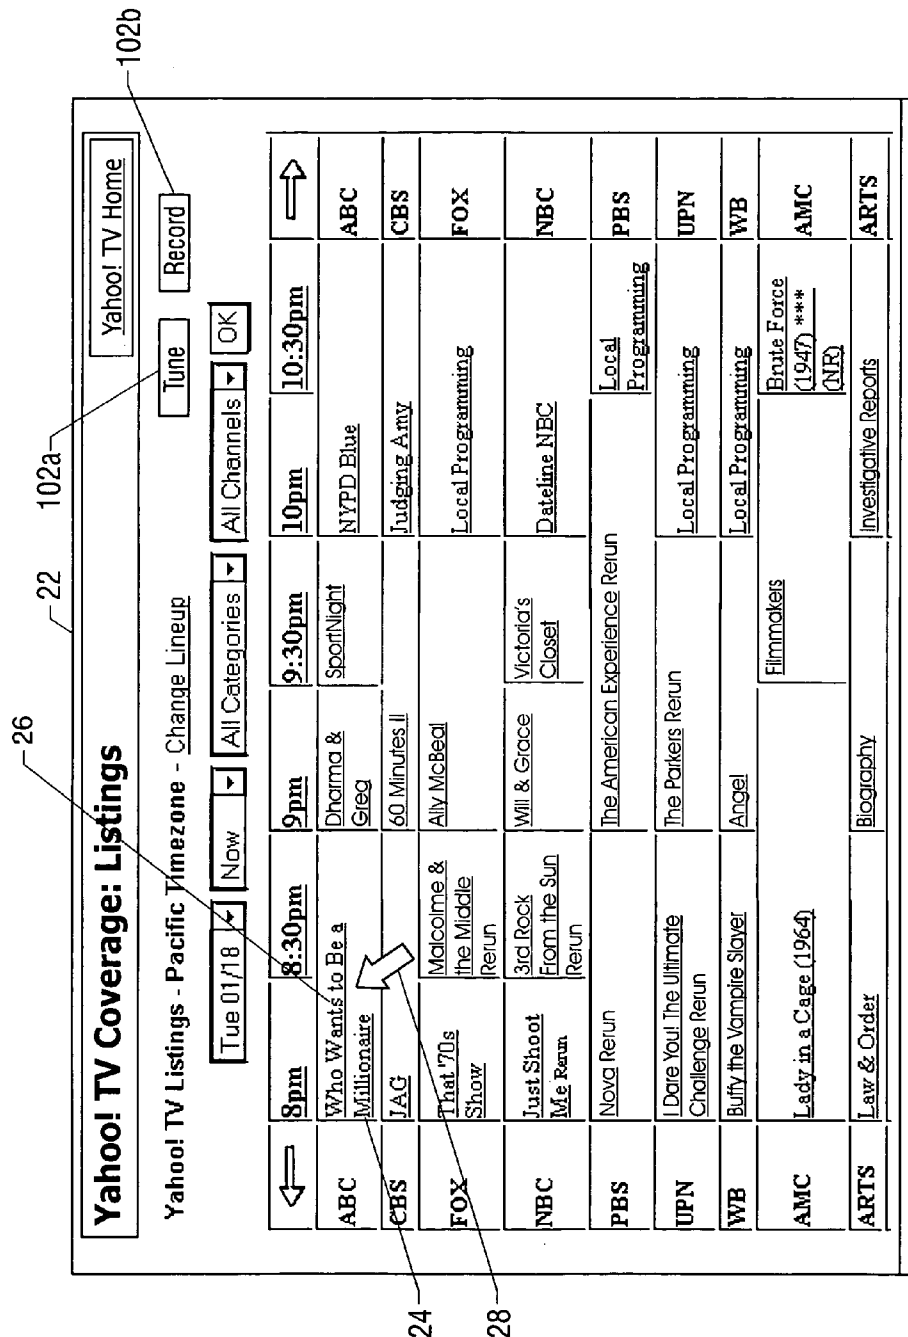 26
22
102a
102b
Yahoo! TV Coverage: Listings
Yahoo! TV Home
Yahoo! TV Listings - Pacific Timezone - Change Lineup
Tune
Record
Tue 01/18
Now
All Categories
All Channels
OK
8pm
8:30pm
9pm
9:30pm
10pm
10:30pm
ABC
Who Wants to Be a
Millionaire
Dharma &
Greg
SportNight
NYPD Blue
ABC
CBS
JAG
60 Minutes II
Judging Amy
CBS
FOX
That '70s
Show
Malcolme &
the Middle
Rerun
Ally McBeal
Local Programming
FOX
NBC
Just Shoot
Me Rerun
3rd Rock
From the Sun
Rerun
Will & Grace
Victoria's
Closet
Dateline NBC
NBC
PBS
Nova Rerun
The American Experience Rerun
Local
Programming
PBS
UPN
I Dare You! The Ultimate
Challenge Rerun
The Parkers Rerun
Local Programming
UPN
WB
Buffy the Vampire Slayer
Angel
Local Programming
WB
AMC
Lady in a Cage (1964)
Filmmakers
Brute Force
(1947) ***
(NR)
AMC
ARTS
Law & Order
Biography
Investigative Reports
ARTS
24
28